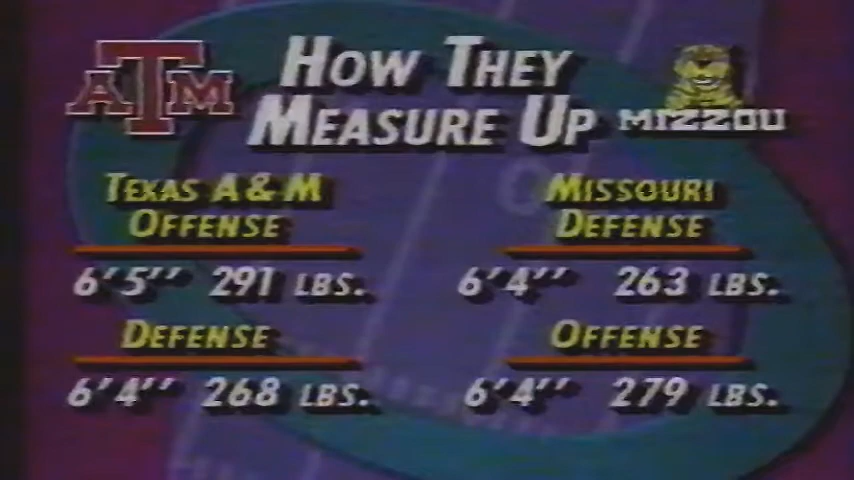 ATM
HOW THEY
MEASURE UP
MIZZOU
TEXAS A&M
OFFENSE
MISSOURI
DEFENSE
6'5'' 291 LBS.
6'4'' 263 LBS.
DEFENSE
OFFENSE
6'4'' 268 LBS.
6'4'' 279 LBS.